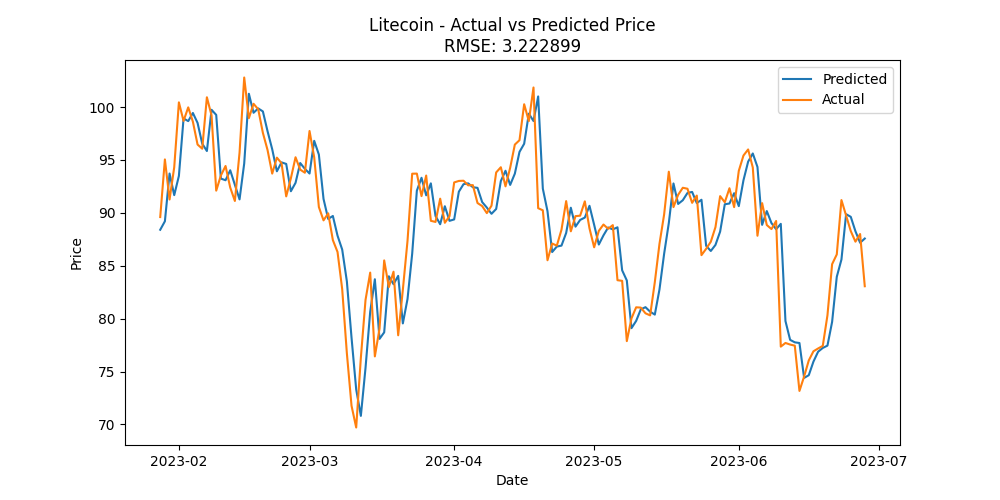 Litecoin - Actual vs Predicted Price
RMSE: 3.222899
Predicted
Actual
Price
100
95
90
85
80
75
70
2023-02 2023-03 2023-04 2023-05 2023-06 2023-07
Date